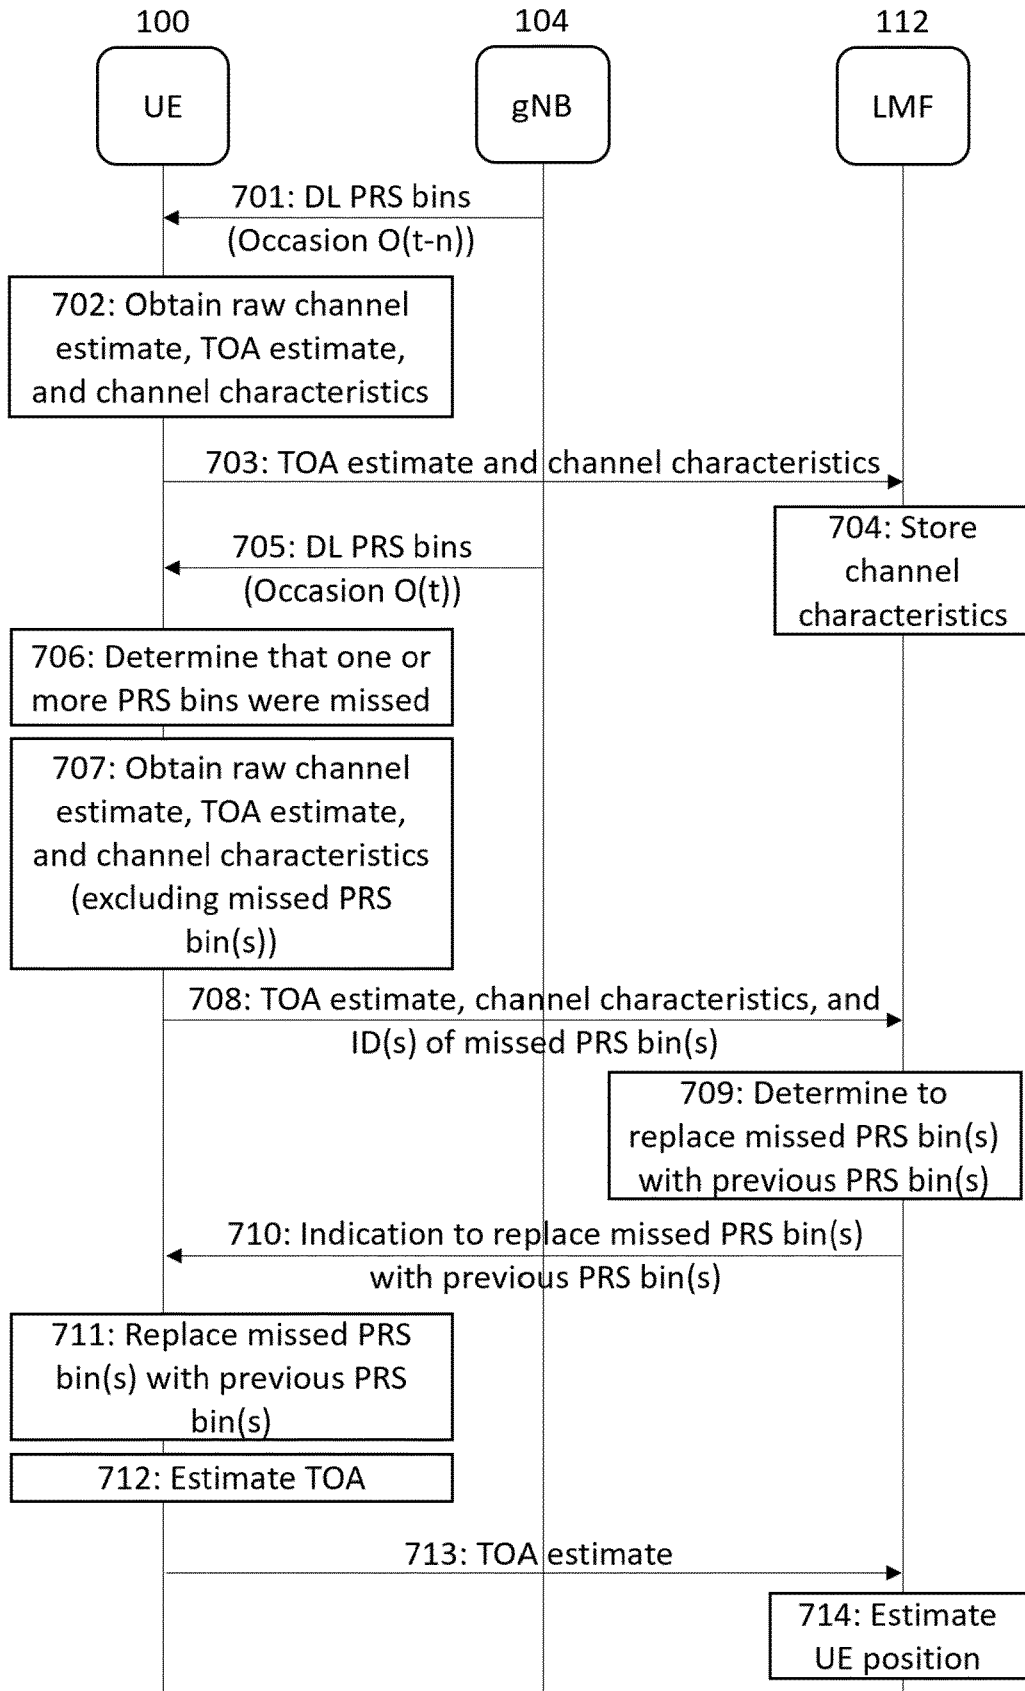 100
104
112
UE
gNB
LMF
701: DL PRS bins
(Occasion O(t-n))
702: Obtain raw channel
estimate, TOA estimate,
and channel characteristics
703: TOA estimate and channel characteristics
704: Store
channel
characteristics
705: DL PRS bins
(Occasion O(t))
706: Determine that one or
more PRS bins were missed
707: Obtain raw channel
estimate, TOA estimate,
and channel characteristics
(excluding missed PRS
bin(s))
708: TOA estimate, channel characteristics, and
ID(s) of missed PRS bin(s)
709: Determine to
replace missed PRS bin(s)
with previous PRS bin(s)
710: Indication to replace missed PRS bin(s)
with previous PRS bin(s)
711: Replace missed PRS
bin(s) with previous PRS
bin(s)
712: Estimate TOA
713: TOA estimate
714: Estimate
UE position